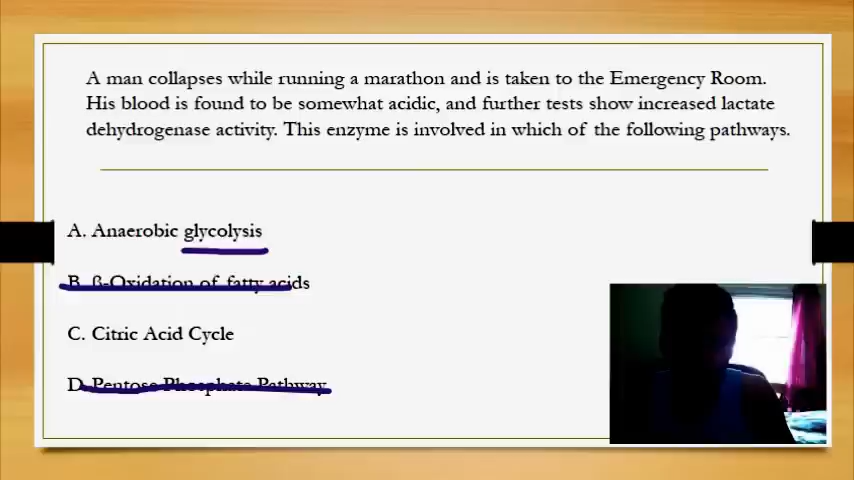 A man collapses while running a marathon and is taken to the Emergency Room.
His blood is found to be somewhat acidic, and further tests show increased lactate
dehydrogenase activity. This enzyme is involved in which of the following pathways.
A. Anaerobic glycolysis
B. ß-Oxidation of fatty acids
C. Citric Acid Cycle
D. Pentose Phosphate Pathway